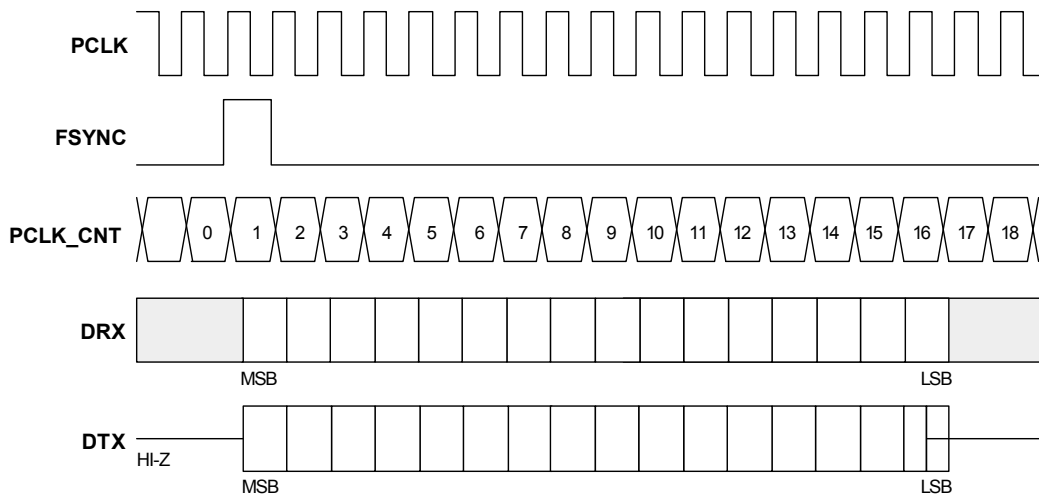 PCLK
FSYNC
PCLK_CNT 0 1 2 3 4 5 6 7 8 9 10 11 12 13 14 15 16 17 18
DRX
MSB LSB
DTX
HI-Z
MSB LSB